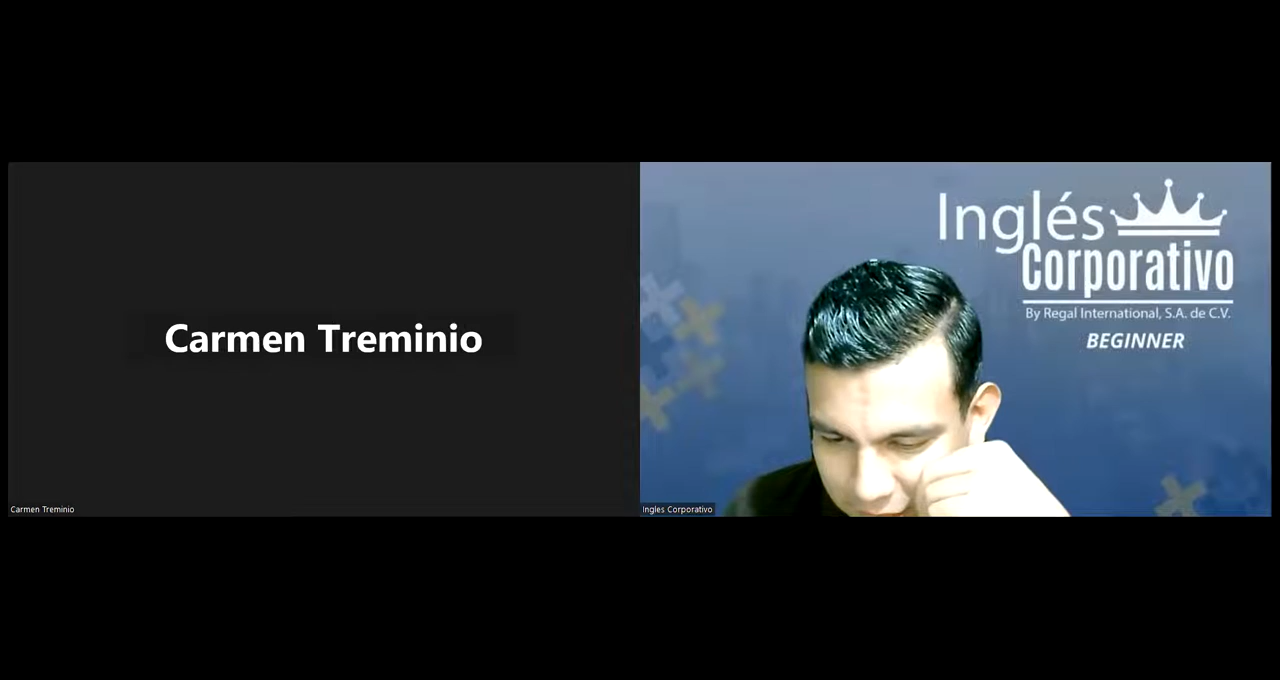 Carmen Treminio
Carmen Treminio
Inglés
Corporativo
By Regal International, S.A. de C.V.
BEGINNER
Ingles Corporativo